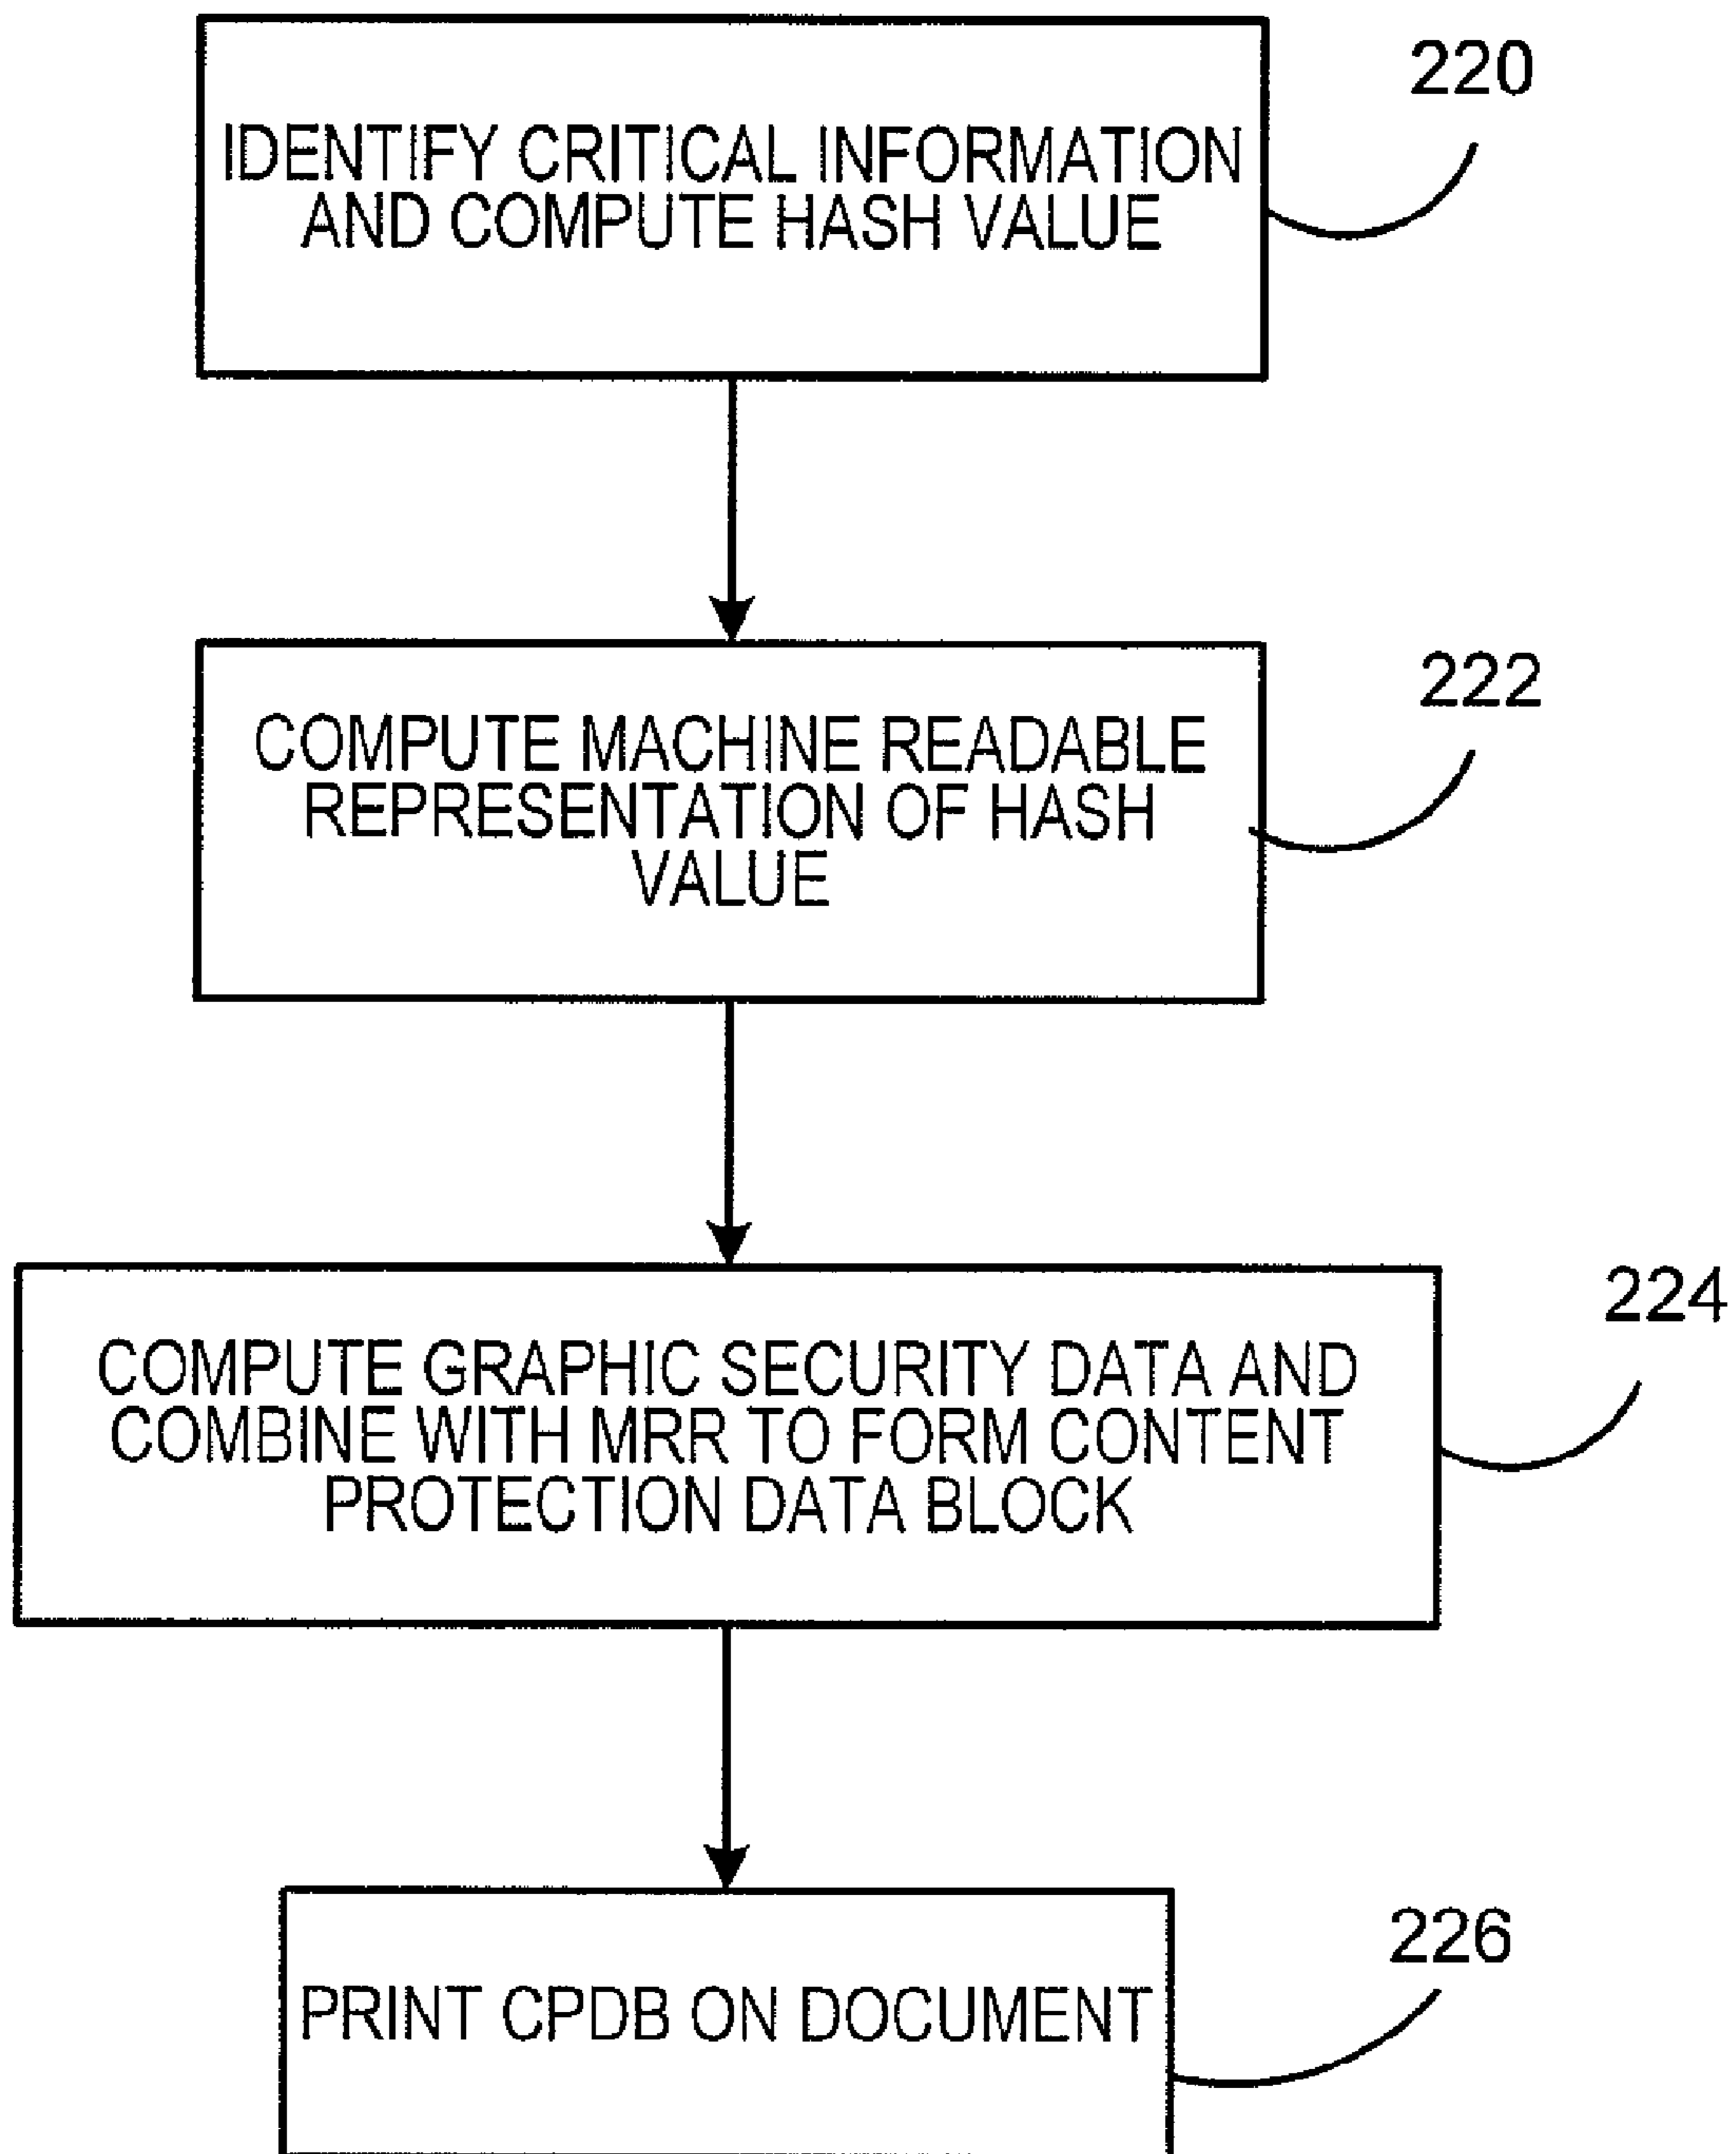 220
IDENTIFY CRITICAL INFORMATION
AND COMPUTE HASH VALUE
222
COMPUTE MACHINE READABLE
REPRESENTATION OF HASH
VALUE
224
COMPUTE GRAPHIC SECURITY DATA AND
COMBINE WITH MRR TO FORM CONTENT
PROTECTION DATA BLOCK
226
PRINT CPDB ON DOCUMENT